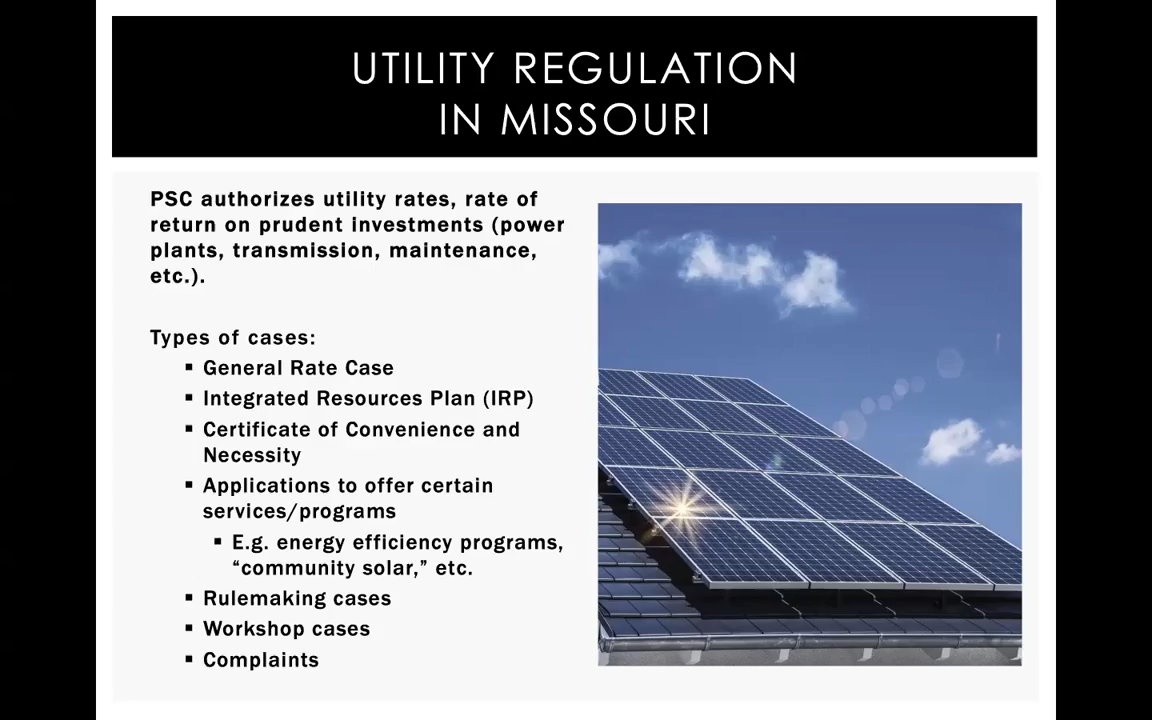 UTILITY REGULATION
IN MISSOURI
PSC authorizes utility rates, rate of
return on prudent investments (power
plants, transmission, maintenance,
etc.).
Types of cases:
▪ General Rate Case
▪ Integrated Resources Plan (IRP)
▪ Certificate of Convenience and
Necessity
▪ Applications to offer certain
services/programs
▪ E.g. energy efficiency programs,
“community solar,” etc.
▪ Rulemaking cases
▪ Workshop cases
▪ Complaints